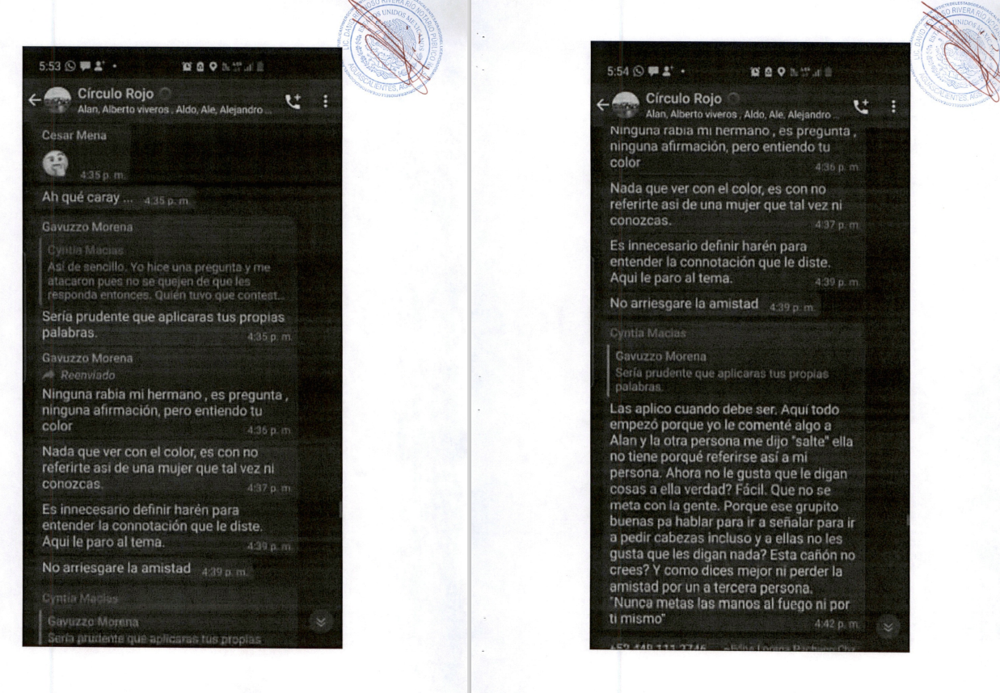 5:53
Círculo Rojo
Alan, Alberto viveros , Aldo, Ale, Alejandro ...
Cesar Mena
4:35 p. m.
Ah qué caray ... 4:35 p. m.
Gavuzzo Morena
Cyntia Macias
Así de sencillo. Yo hice una pregunta y me
atacaron pues no se quejen de que les
responda entonces. Quién tuvo que contest...
Sería prudente que aplicaras tus propias
palabras.
4:35 p. m.
Gavuzzo Morena
Reenviado
Ninguna rabia mi hermano , es pregunta ,
ninguna afirmación, pero entiendo tu
color
4:36 p. m.
Nada que ver con el color, es con no
referirte asi de una mujer que tal vez ni
conozcas.
4:37 p. m.
Es innecesario definir harén para
entender la connotación que le diste.
Aqui le paro al tema.
4:39 p. m.
No arriesgare la amistad 4:39 p. m.
Cyntia Macias
Gavuzzo Morena
Sería prudente que aplicaras tus propias
5:54
Círculo Rojo
Alan, Alberto viveros , Aldo, Ale, Alejandro ...
Ninguna rabia mi hermano , es pregunta ,
ninguna afirmación, pero entiendo tu
color
4:36 p. m.
Nada que ver con el color, es con no
referirte asi de una mujer que tal vez ni
conozcas.
4:37 p. m.
Es innecesario definir harén para
entender la connotación que le diste.
Aqui le paro al tema.
4:39 p. m.
No arriesgare la amistad 4:39 p. m.
Cyntia Macias
Gavuzzo Morena
Sería prudente que aplicaras tus propias
palabras.
Las aplico cuando debe ser. Aquí todo
empezó porque yo le comenté algo a
Alan y la otra persona me dijo "salte" ella
no tiene porqué referirse así a mi
persona. Ahora no le gusta que le digan
cosas a ella verdad? Fácil. Que no se
meta con la gente. Porque ese grupito
buenas pa hablar para ir a señalar para ir
a pedir cabezas incluso y a ellas no les
gusta que les digan nada? Esta cañón no
crees? Y como dices mejor ni perder la
amistad por un a tercera persona.
"Nunca metas las manos al fuego ni por
ti mismo"
4:42 p. m.